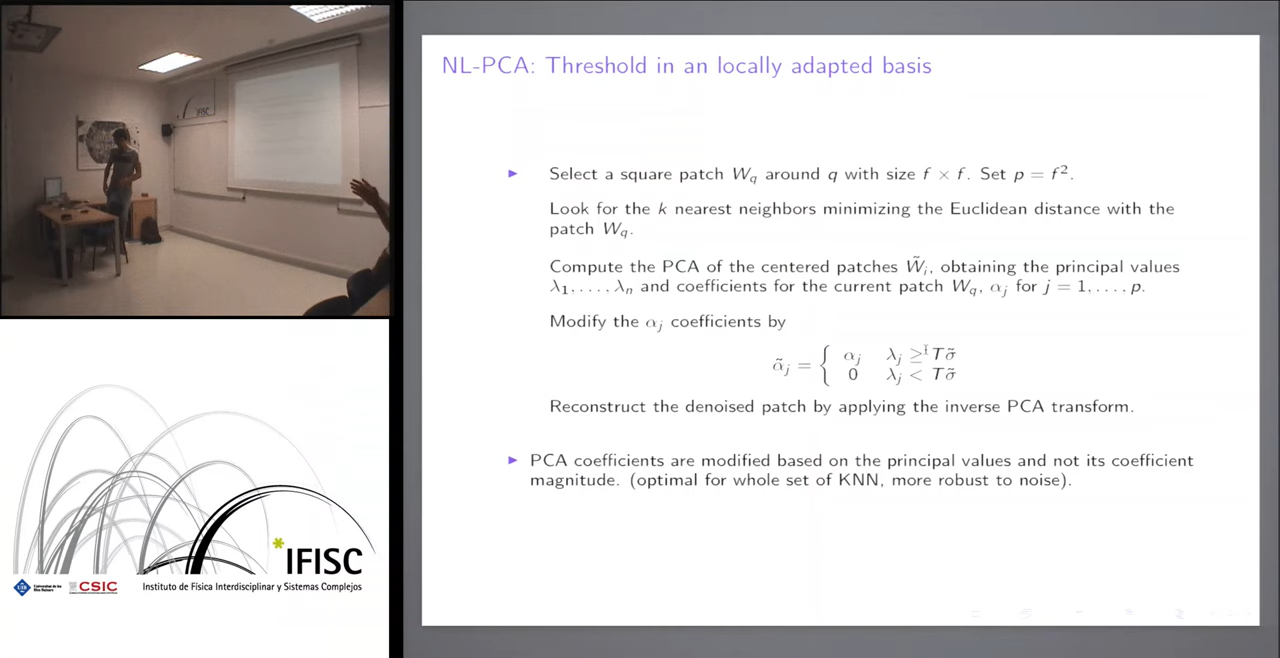 NL-PCA: Threshold in an locally adapted basis
► Select a square patch W_q around q with size f × f. Set p = f².
Look for the k nearest neighbors minimizing the Euclidean distance with the
patch W_q.
Compute the PCA of the centered patches W̃_i, obtaining the principal values
λ₁, . . . , λ_n and coefficients for the current patch W_q, α_j for j = 1, . . . , p.
Modify the α_j coefficients by
α̃_j = { α_j λ_j ≥ Tσ̃
0 λ_j < Tσ̃
Reconstruct the denoised patch by applying the inverse PCA transform.
► PCA coefficients are modified based on the principal values and not its coefficient
magnitude. (optimal for whole set of KNN, more robust to noise).
IFISC
*IFISC
UIB
CSIC
Instituto de Física Interdisciplinar y Sistemas Complejos